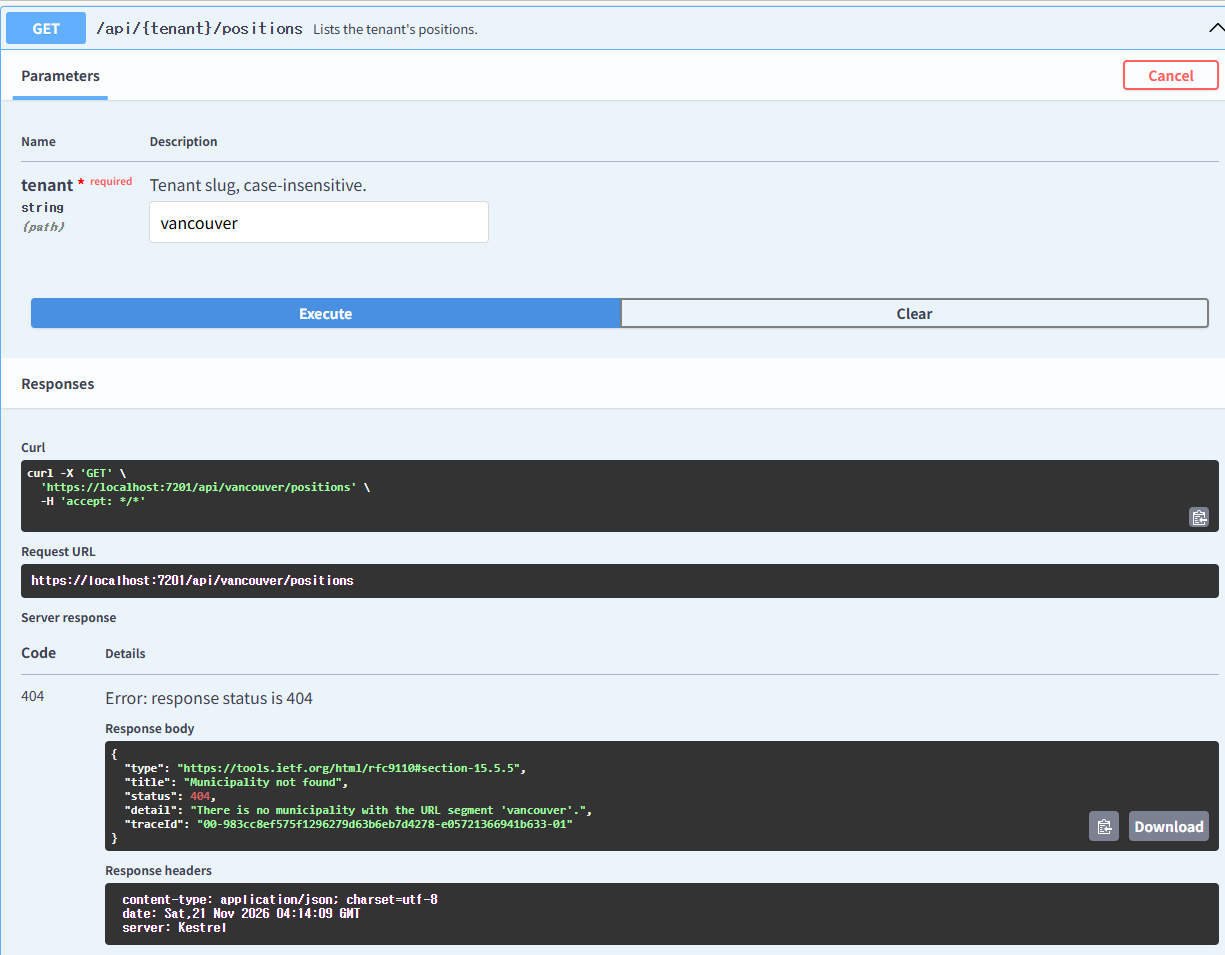 GET /api/{tenant}/positions Lists the tenant's positions.
Parameters
Cancel
Name Description
tenant * required
string
(path)
Tenant slug, case-insensitive.
vancouver
Execute
Clear
Responses
Curl
curl -X 'GET' \
  'https://localhost:7201/api/vancouver/positions' \
  -H 'accept: */*'
Request URL
https://localhost:7201/api/vancouver/positions
Server response
Code Details
404
Error: response status is 404
Response body
{
  "type": "https://tools.ietf.org/html/rfc9110#section-15.5.5",
  "title": "Municipality not found",
  "status": 404,
  "detail": "There is no municipality with the URL segment 'vancouver'.",
  "traceId": "00-983cc8ef575f1296279d63b6eb7d4278-e05721366941b633-01"
}
Download
Response headers
content-type: application/json; charset=utf-8
date: Sat,21 Nov 2026 04:14:09 GMT
server: Kestrel